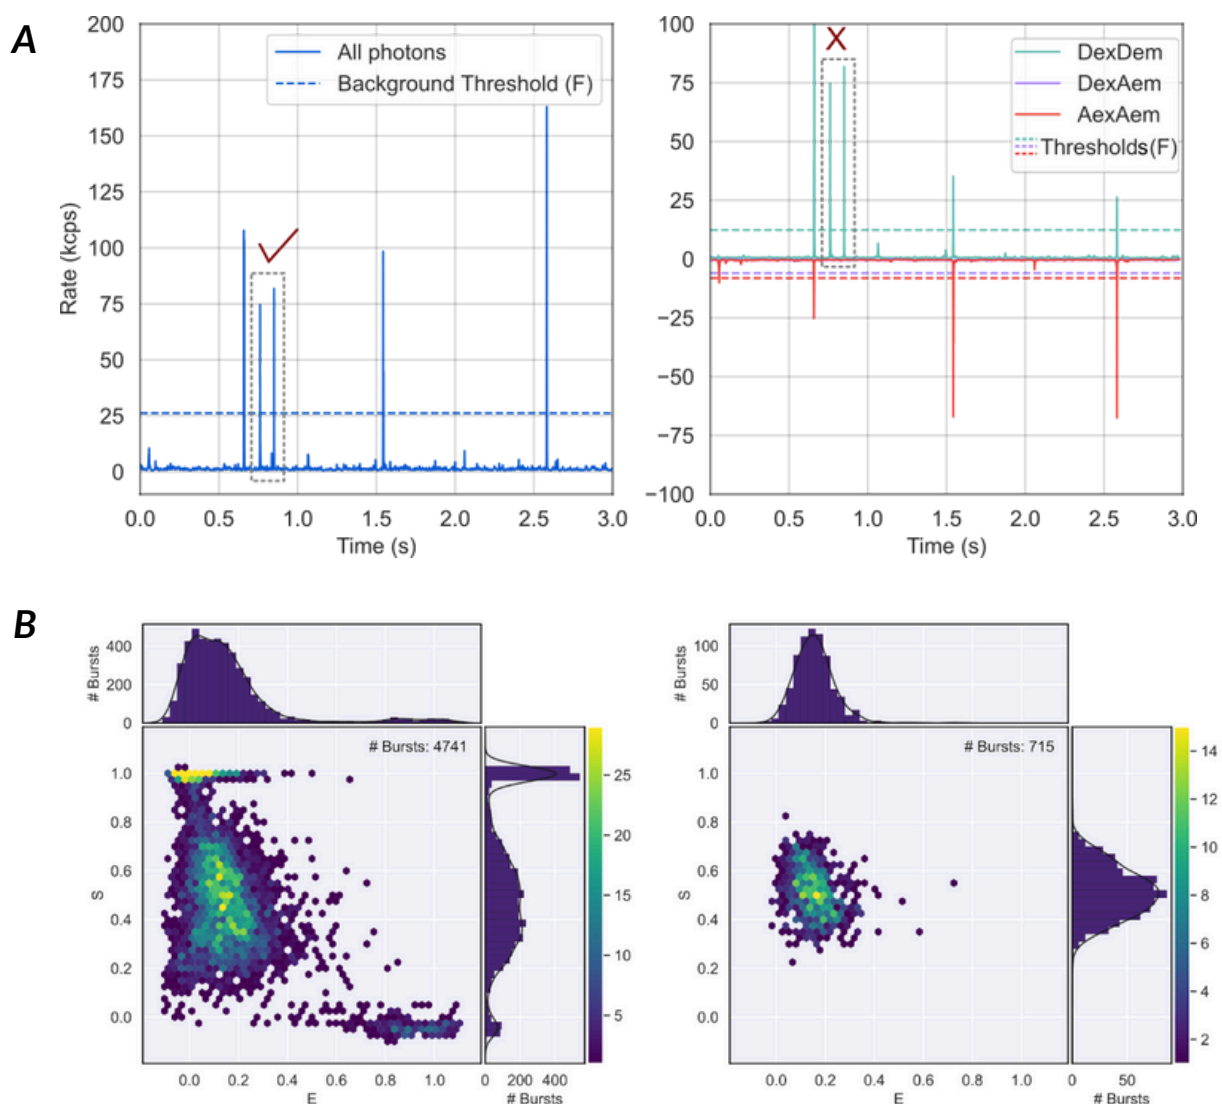 A
200
175
150
125
100
75
50
25
0
Rate (kcps)
All photons
Background Threshold (F)
0.0 0.5 1.0 1.5 2.0 2.5 3.0
Time (s)
100
75
50
25
0
−25
−50
−75
−100
X
DexDem
DexAem
AexAem
Thresholds(F)
0.0 0.5 1.0 1.5 2.0 2.5 3.0
Time (s)
B
# Bursts
400
200
0
# Bursts: 4741
S
1.0
0.8
0.6
0.4
0.2
0.0
0.0 0.2 0.4 0.6 0.8 1.0
E
0 200 400
# Bursts
25
20
15
10
5
# Bursts
100
50
0
# Bursts: 715
S
1.0
0.8
0.6
0.4
0.2
0.0
0.0 0.2 0.4 0.6 0.8 1.0
E
0 50
# Bursts
14
12
10
8
6
4
2